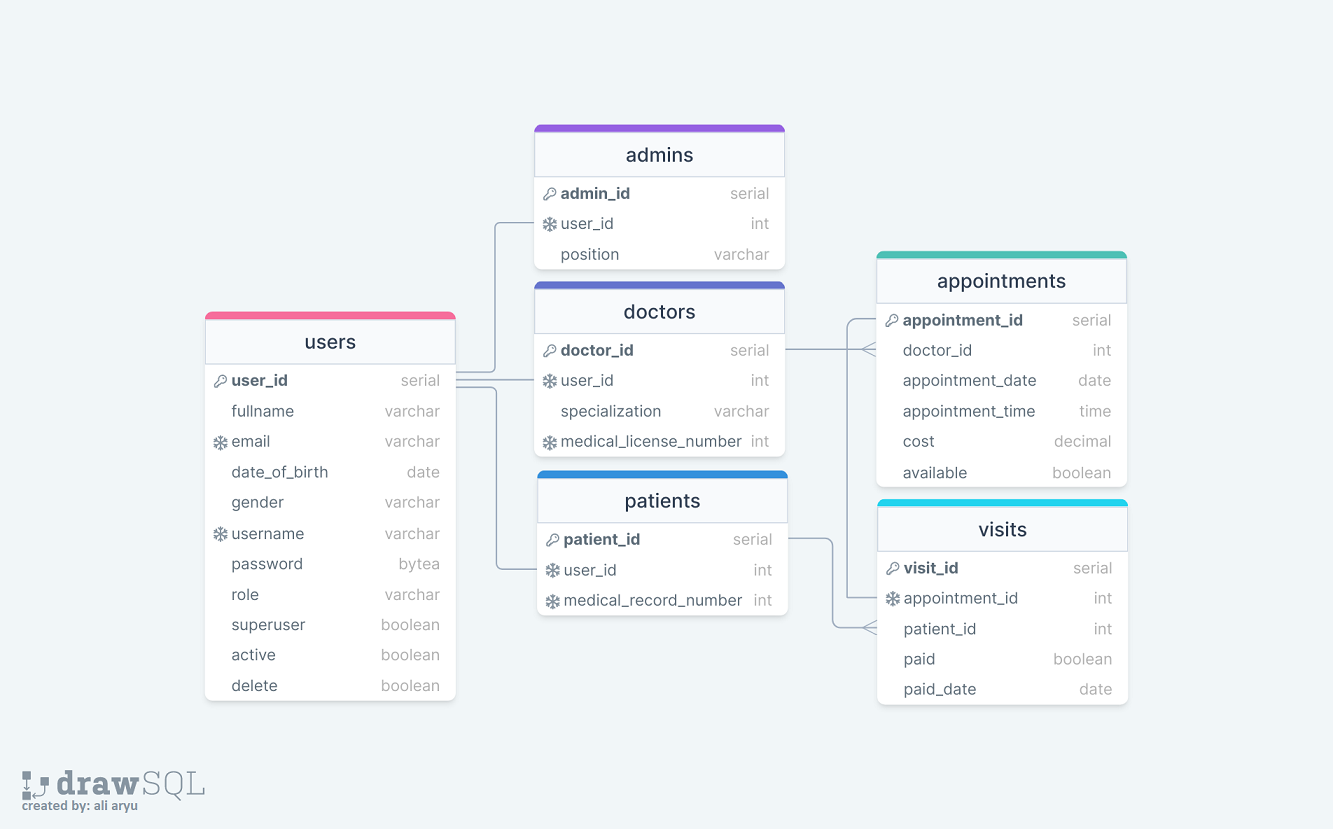 admins
admin_id serial
user_id int
position varchar
doctors
doctor_id serial
user_id int
specialization varchar
medical_license_number int
appointments
appointment_id serial
doctor_id int
appointment_date date
appointment_time time
cost decimal
available boolean
users
user_id serial
fullname varchar
email varchar
date_of_birth date
gender varchar
username varchar
password bytea
role varchar
superuser boolean
active boolean
delete boolean
patients
patient_id serial
user_id int
medical_record_number int
visits
visit_id serial
appointment_id int
patient_id int
paid boolean
paid_date date
drawSQL
created by: ali aryu